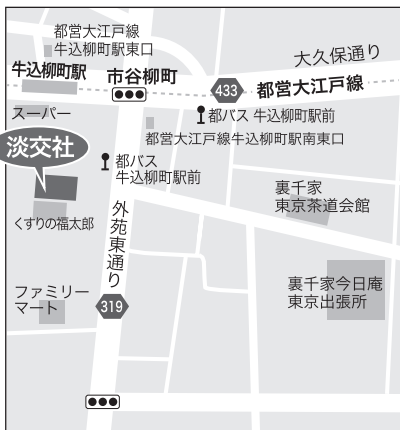 都営大江戸線
牛込柳町駅東口
大久保通り
牛込柳町駅
市谷柳町
433
都営大江戸線
スーパー
都バス 牛込柳町駅前
都営大江戸線牛込柳町駅南東口
淡交社
都バス
牛込柳町駅前
裏千家
東京茶道会館
くすりの福太郎
外苑東通り
裏千家今日庵
東京出張所
ファミリー
マート
319